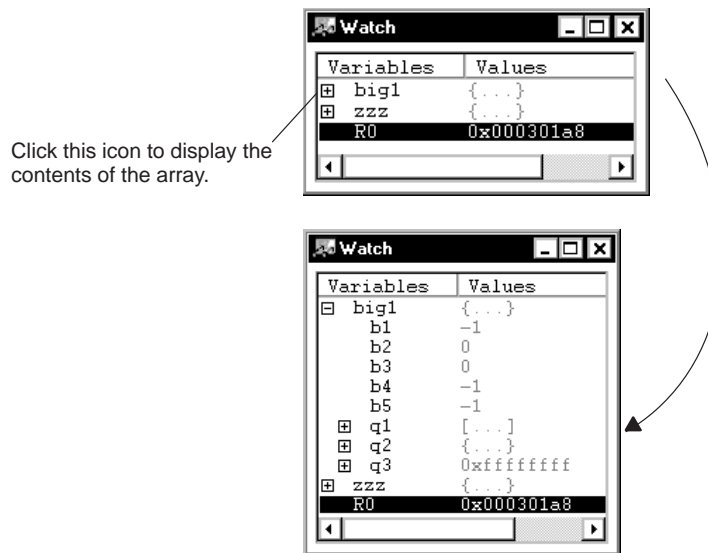 Watch
Variables Values
big1 {...}
zzz {...}
R0 0x000301a8
Click this icon to display the
contents of the array.
Watch
Variables Values
big1 {...}
b1 −1
b2 0
b3 0
b4 −1
b5 −1
q1 [...]
q2 {...}
q3 0xffffffff
zzz {...}
R0 0x000301a8